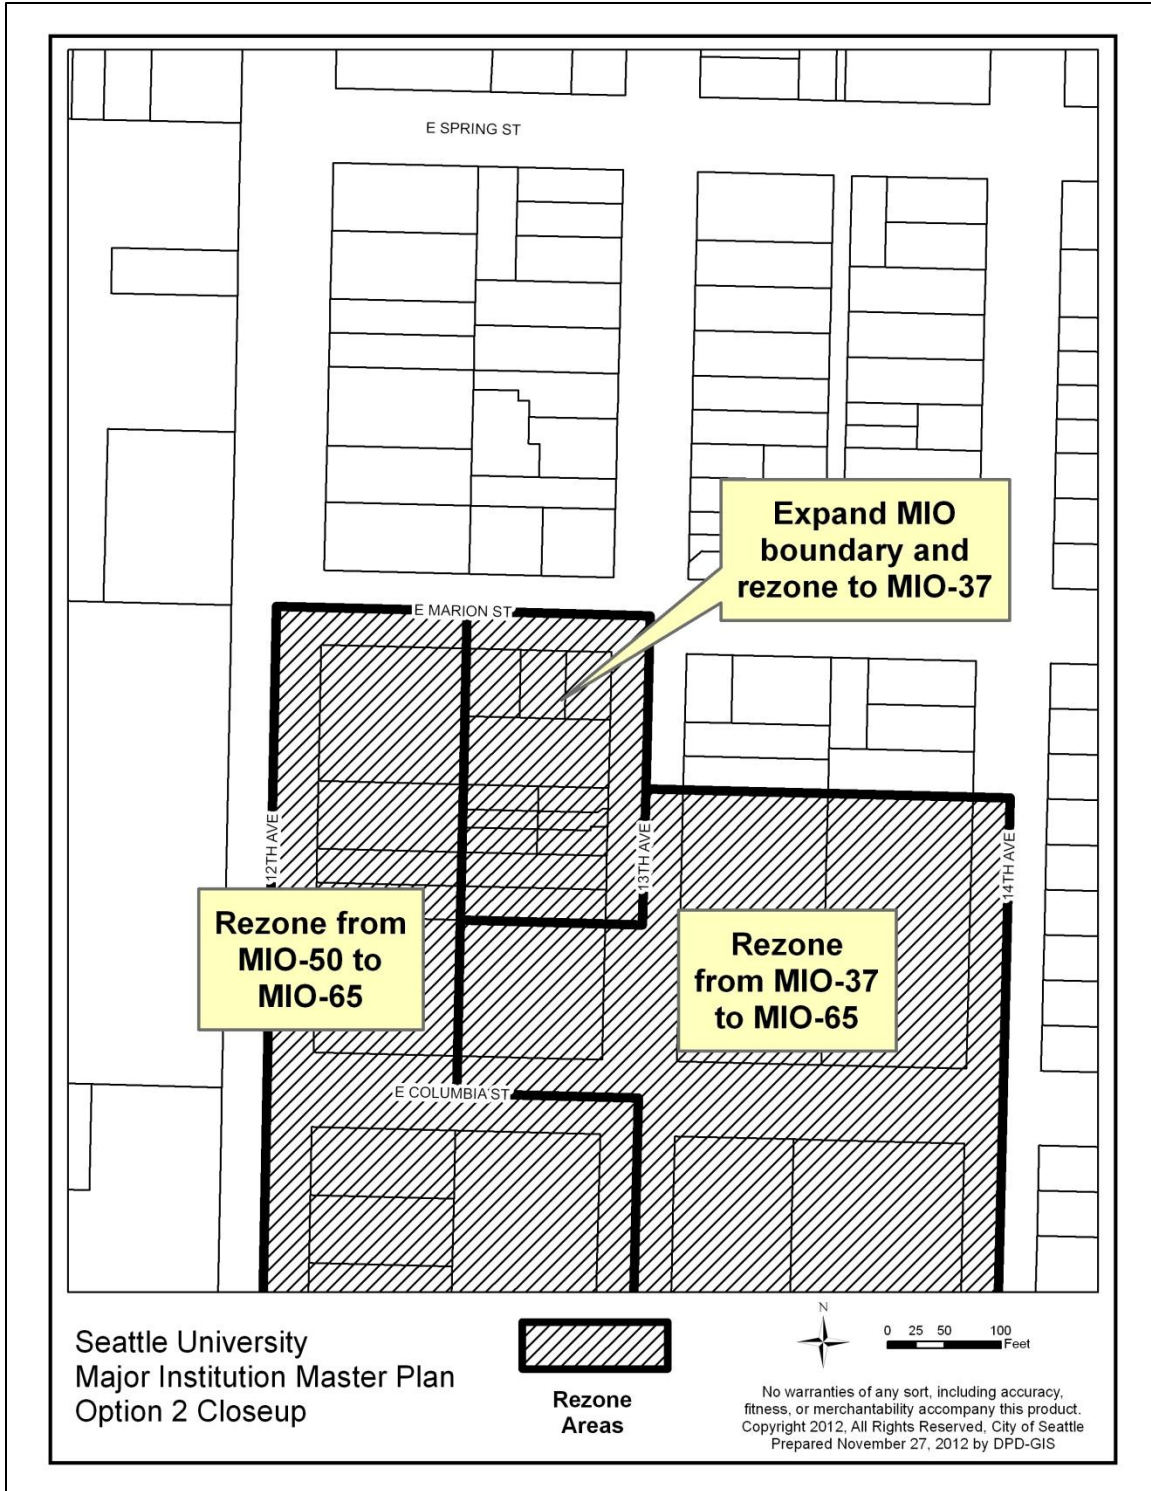 E SPRING ST
Expand MIO
boundary and
rezone to MIO-37
E MARION ST
12TH AVE
13TH AVE
14TH AVE
Rezone from
MIO-50 to
MIO-65
Rezone
from MIO-37
to MIO-65
E COLUMBIA ST
Seattle University
Major Institution Master Plan
Option 2 Closeup
Rezone
Areas
N
0 25 50 100
Feet
No warranties of any sort, including accuracy,
fitness, or merchantability accompany this product.
Copyright 2012, All Rights Reserved, City of Seattle
Prepared November 27, 2012 by DPD-GIS